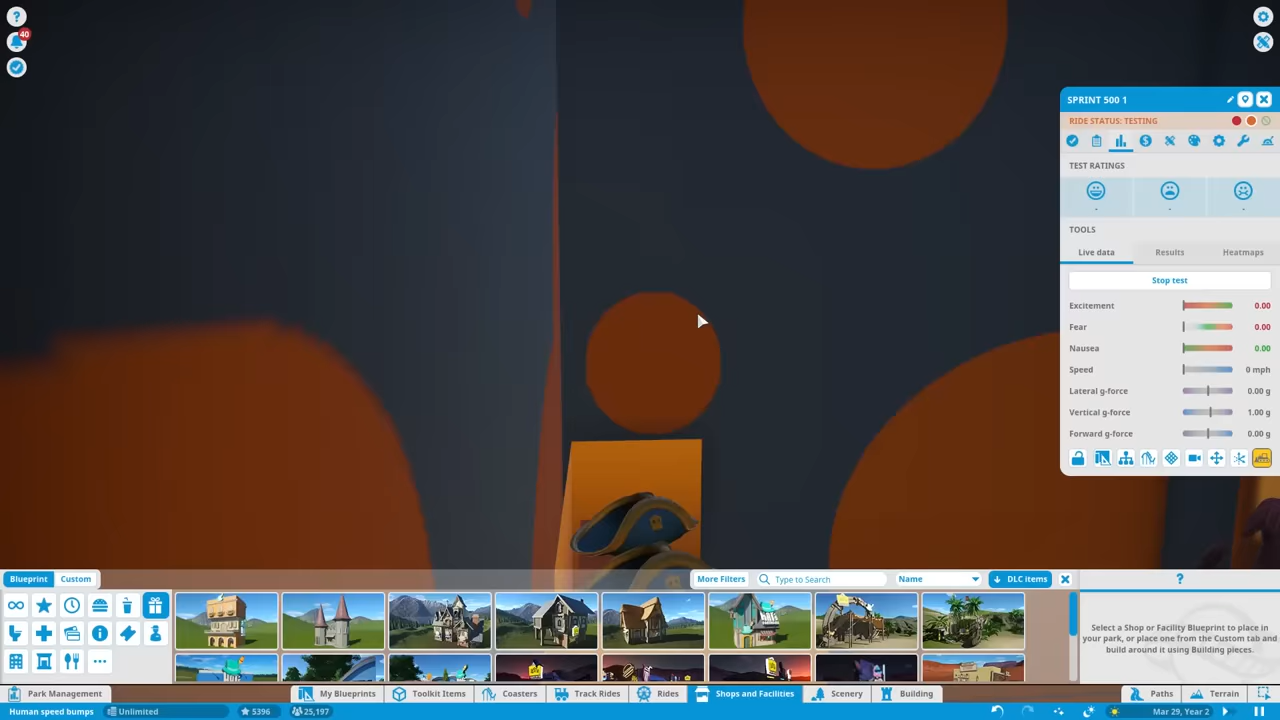 ?
40
SPRINT 500 1
RIDE STATUS: TESTING
TEST RATINGS
- - -
TOOLS
Live data Results Heatmaps
Stop test
Excitement 0.00
Fear 0.00
Nausea 0.00
Speed 0 mph
Lateral g-force 0.00 g
Vertical g-force 1.00 g
Forward g-force 0.00 g
Blueprint Custom More Filters Type to Search Name DLC items ?
Select a Shop or Facility Blueprint to place in
your park, or place one from the Custom tab and
build around it using Building pieces.
Park Management My Blueprints Toolkit Items Coasters Track Rides Rides Shops and Facilities Scenery Building Paths Terrain
Human speed bumps Unlimited 5396 25,197 Mar 29, Year 2